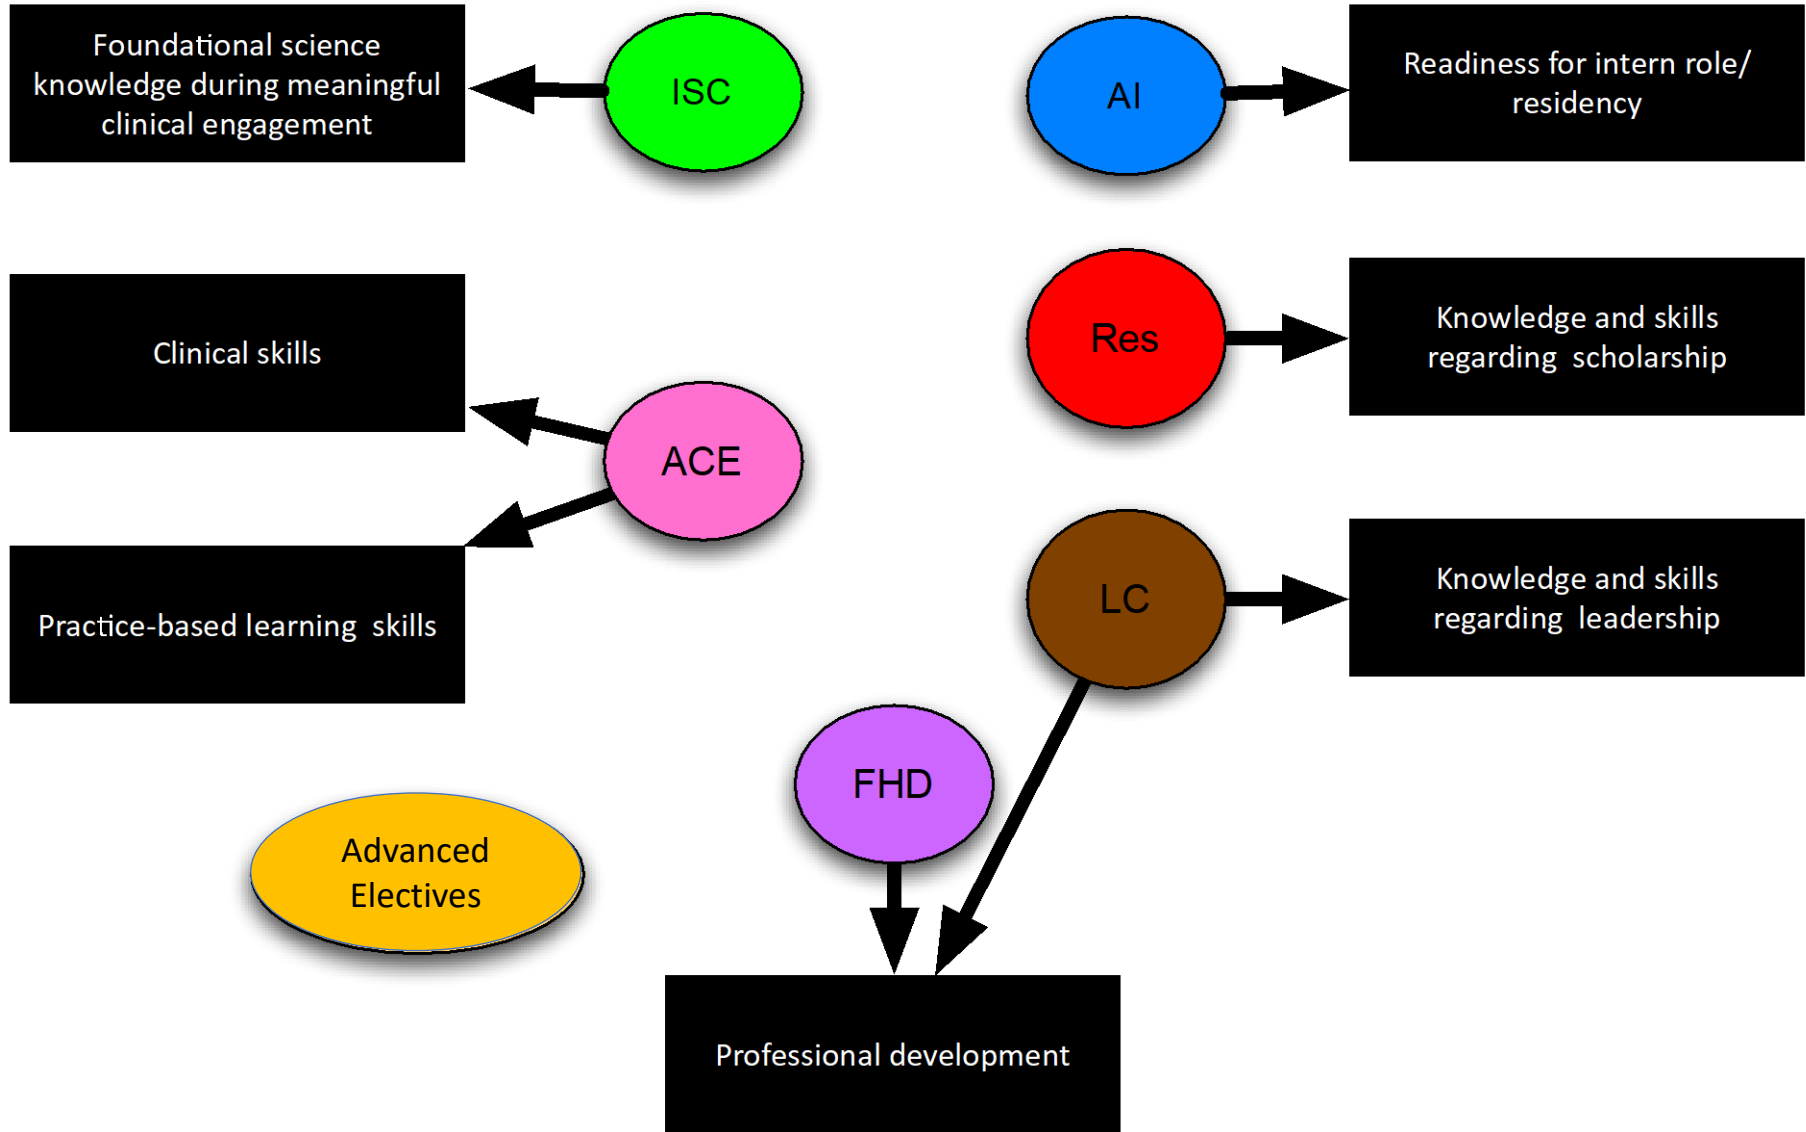 Foundational science
knowledge during meaningful
clinical engagement
ISC
AI
Readiness for intern role/
residency
Clinical skills
Res
Knowledge and skills
regarding  scholarship
ACE
Practice-based learning  skills
LC
Knowledge and skills
regarding  leadership
FHD
Advanced
Electives
Professional development